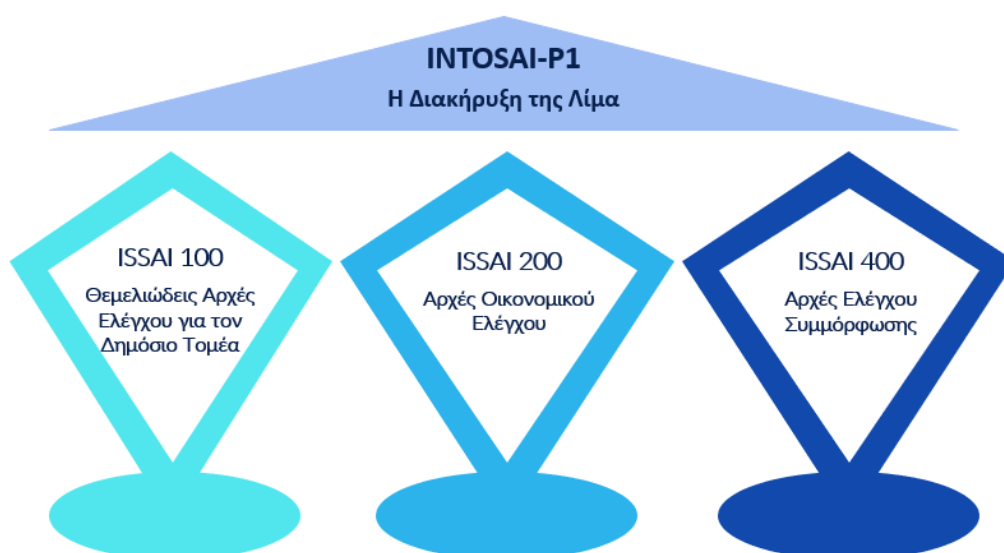 INTOSAI-P1
Η Διακήρυξη της Λίμα
ISSAI 100
Θεμελιώδεις Αρχές
Ελέγχου για τον
Δημόσιο Τομέα
ISSAI 200
Αρχές Οικονομικού
Ελέγχου
ISSAI 400
Αρχές Ελέγχου
Συμμόρφωσης